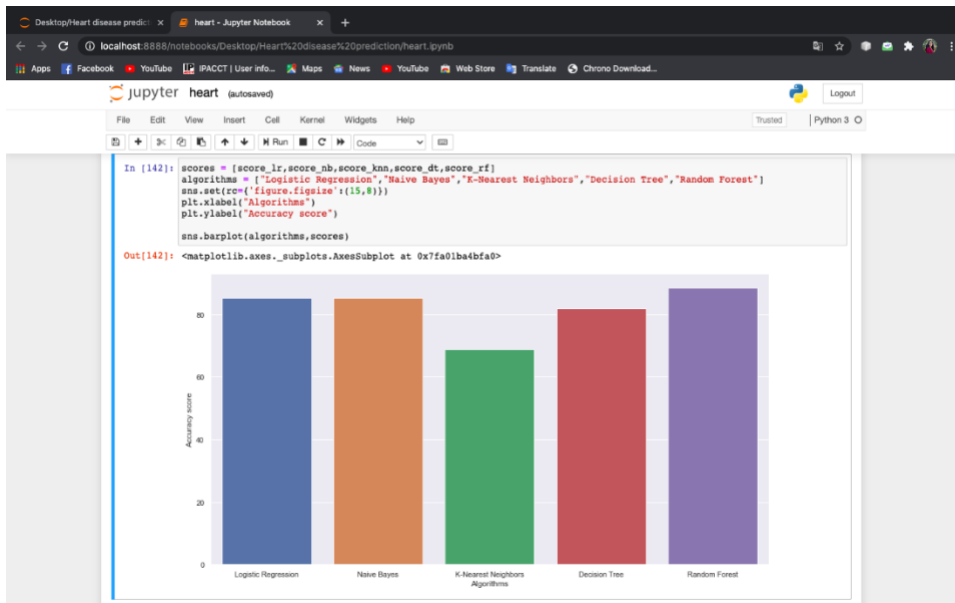 Desktop/Heart disease predict × heart - Jupyter Notebook × +
localhost:8888/notebooks/Desktop/Heart%20disease%20prediction/heart.ipynb
Apps Facebook YouTube IPACCT | User info... Maps News YouTube Web Store Translate Chrono Download...
jupyter heart (autosaved) Logout
File Edit View Insert Cell Kernel Widgets Help Trusted Python 3
Run Code
In [142]: scores = [score_lr,score_nb,score_knn,score_dt,score_rf]
algorithms = ["Logistic Regression","Naive Bayes","K-Nearest Neighbors","Decision Tree","Random Forest"]
sns.set(rc={'figure.figsize':(15,8)})
plt.xlabel("Algorithms")
plt.ylabel("Accuracy score")
sns.barplot(algorithms,scores)
Out[142]: <matplotlib.axes._subplots.AxesSubplot at 0x7fa01ba4bfa0>
80
60
Accuracy score
40
20
0
Logistic Regression Naive Bayes K-Nearest Neighbors Decision Tree Random Forest
Algorithms